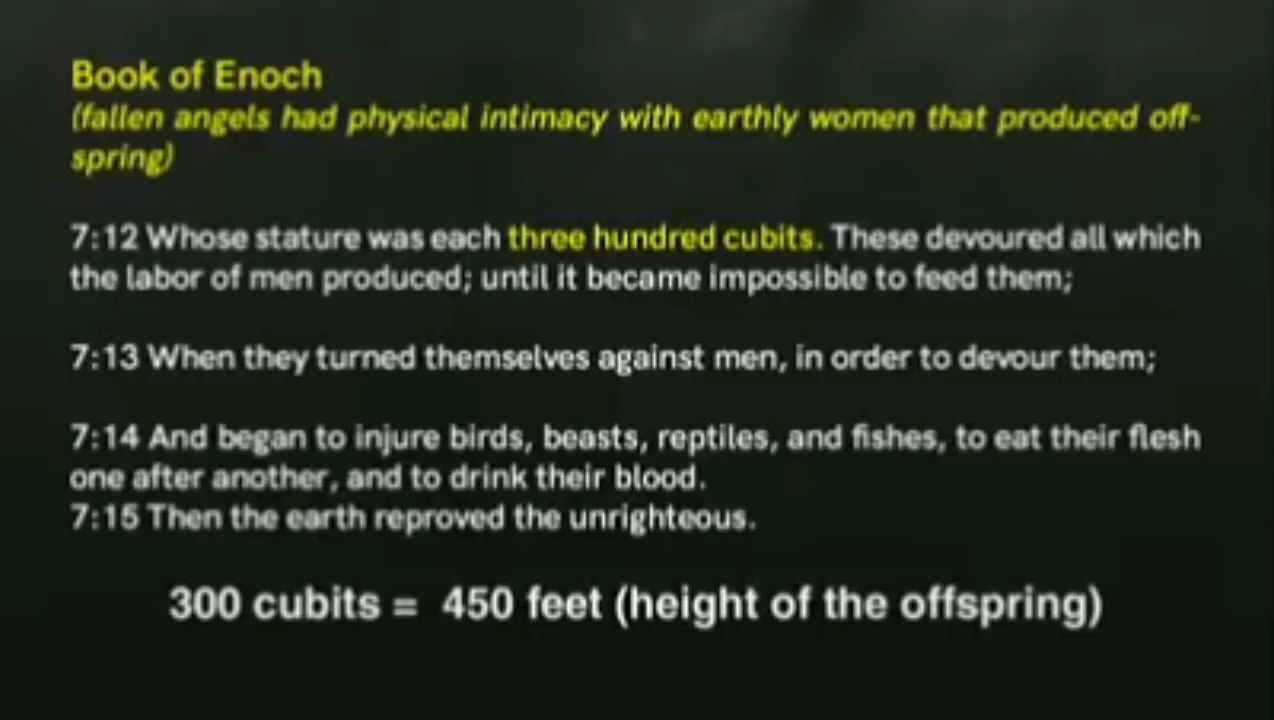 Book of Enoch
(fallen angels had physical intimacy with earthly women that produced off-
spring)
7:12 Whose stature was each three hundred cubits. These devoured all which
the labor of men produced; until it became impossible to feed them;
7:13 When they turned themselves against men, in order to devour them;
7:14 And began to injure birds, beasts, reptiles, and fishes, to eat their flesh
one after another, and to drink their blood.
7:15 Then the earth reproved the unrighteous.
300 cubits = 450 feet (height of the offspring)